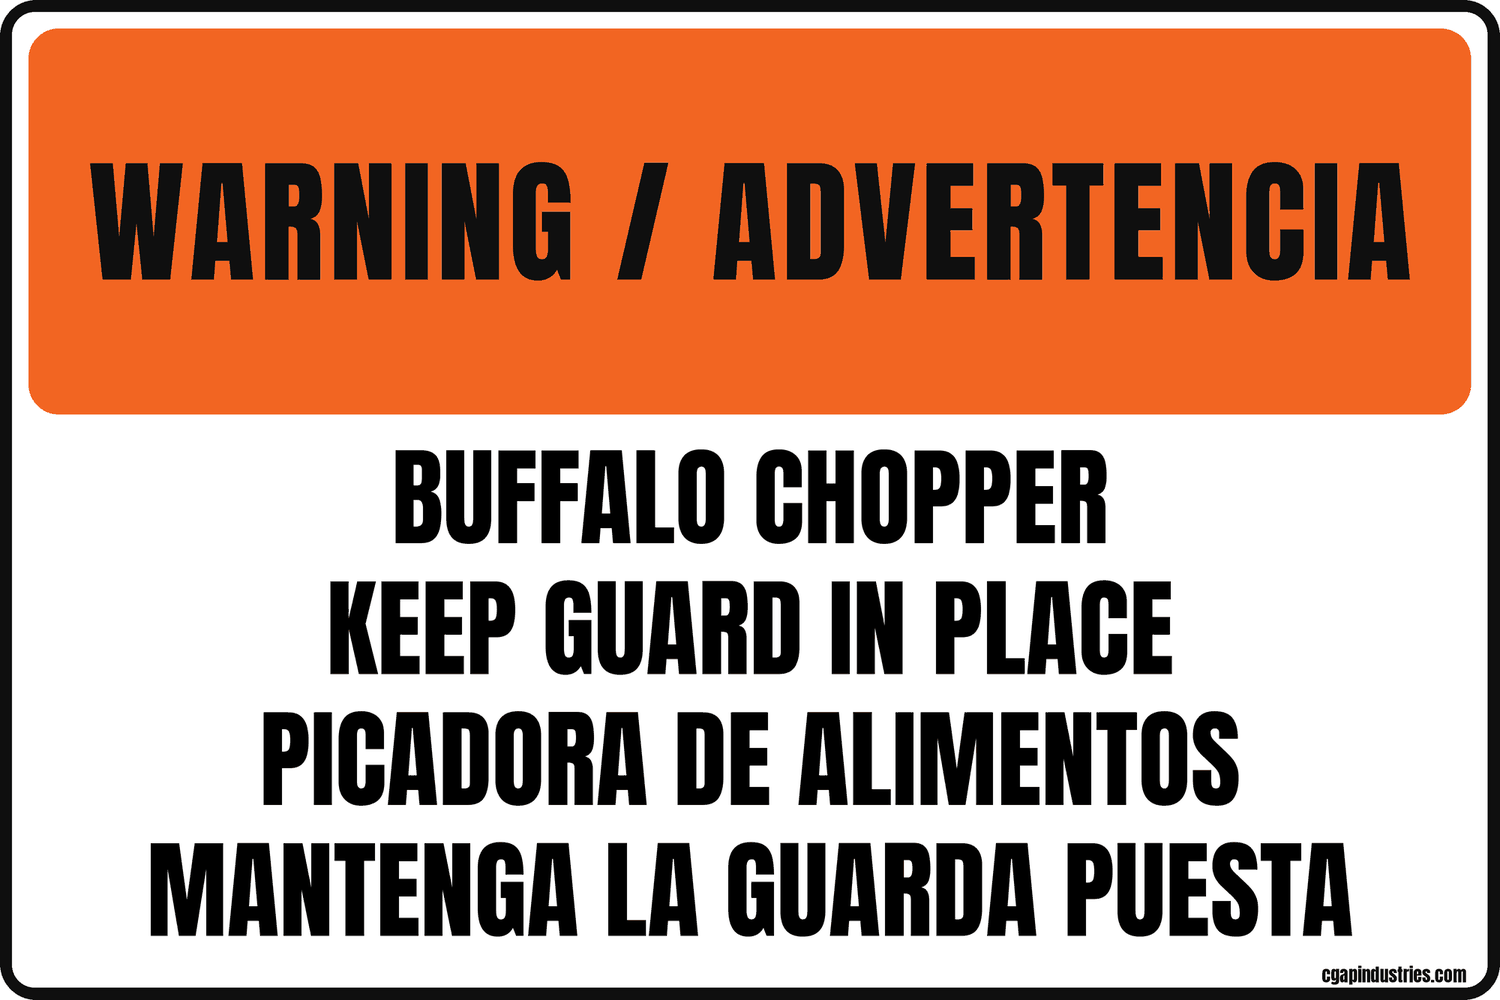 WARNING / ADVERTENCIA
BUFFALO CHOPPER
KEEP GUARD IN PLACE
PICADORA DE ALIMENTOS
MANTENGA LA GUARDA PUESTA
cgapindustries.com